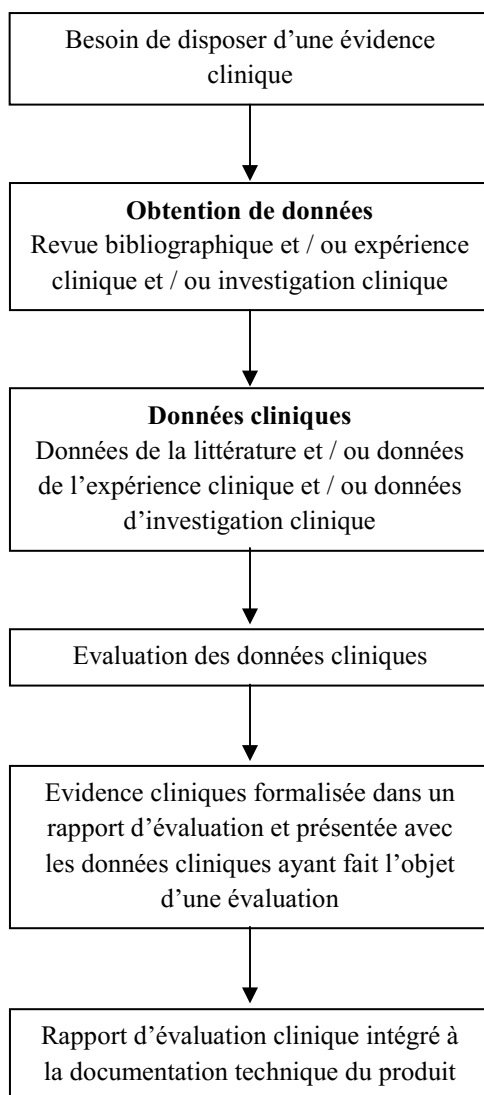 Besoin de disposer d’une évidence
clinique
Obtention de données
Revue bibliographique et / ou expérience
clinique et / ou investigation clinique
Données cliniques
Données de la littérature et / ou données
de l’expérience clinique et / ou données
d’investigation clinique
Evaluation des données cliniques
Evidence cliniques formalisée dans un
rapport d’évaluation et présentée avec
les données cliniques ayant fait l’objet
d’une évaluation
Rapport d’évaluation clinique intégré à
la documentation technique du produit